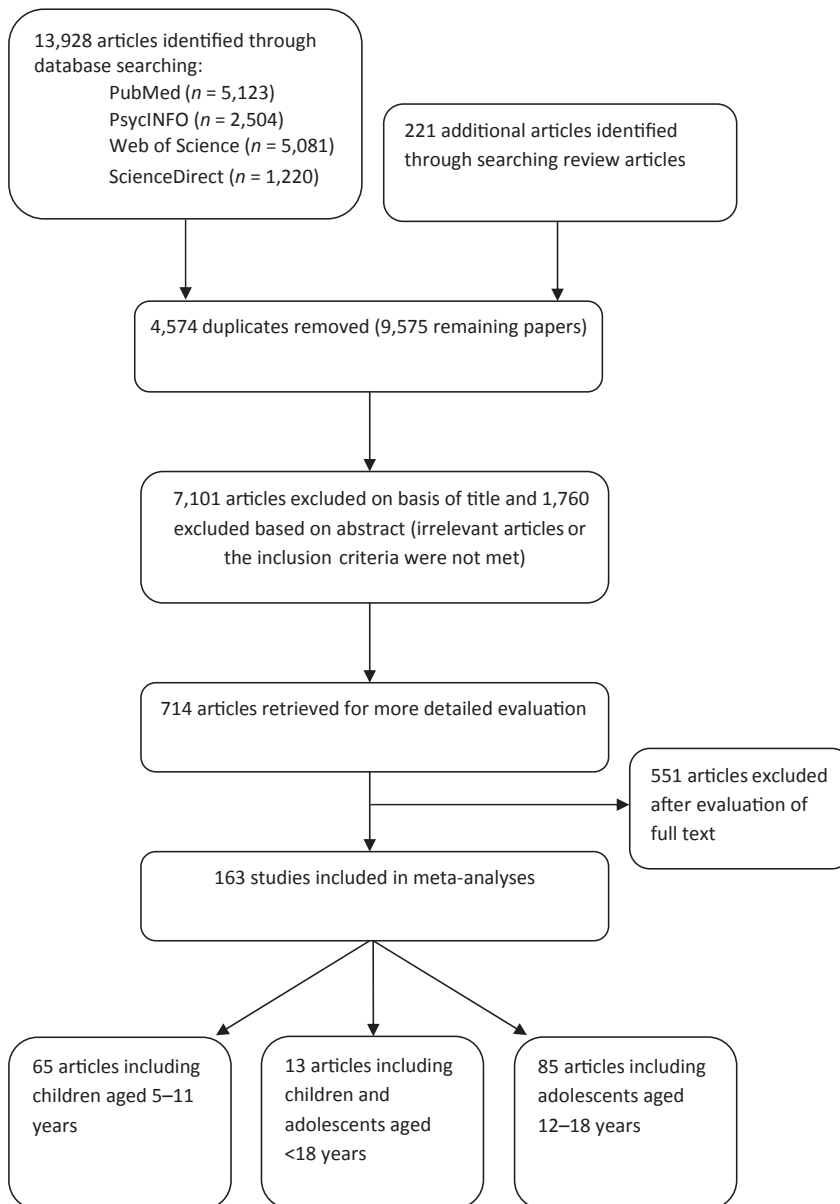 13,928 articles identified through
database searching:
PubMed (n = 5,123)
PsycINFO (n = 2,504)
Web of Science (n = 5,081)
ScienceDirect (n = 1,220)
221 additional articles identified
through searching review articles
4,574 duplicates removed (9,575 remaining papers)
7,101 articles excluded on basis of title and 1,760
excluded based on abstract (irrelevant articles or
the inclusion criteria were not met)
714 articles retrieved for more detailed evaluation
551 articles excluded
after evaluation of
full text
163 studies included in meta-analyses
65 articles including
children aged 5–11
years
13 articles including
children and
adolescents aged
<18 years
85 articles including
adolescents aged
12–18 years